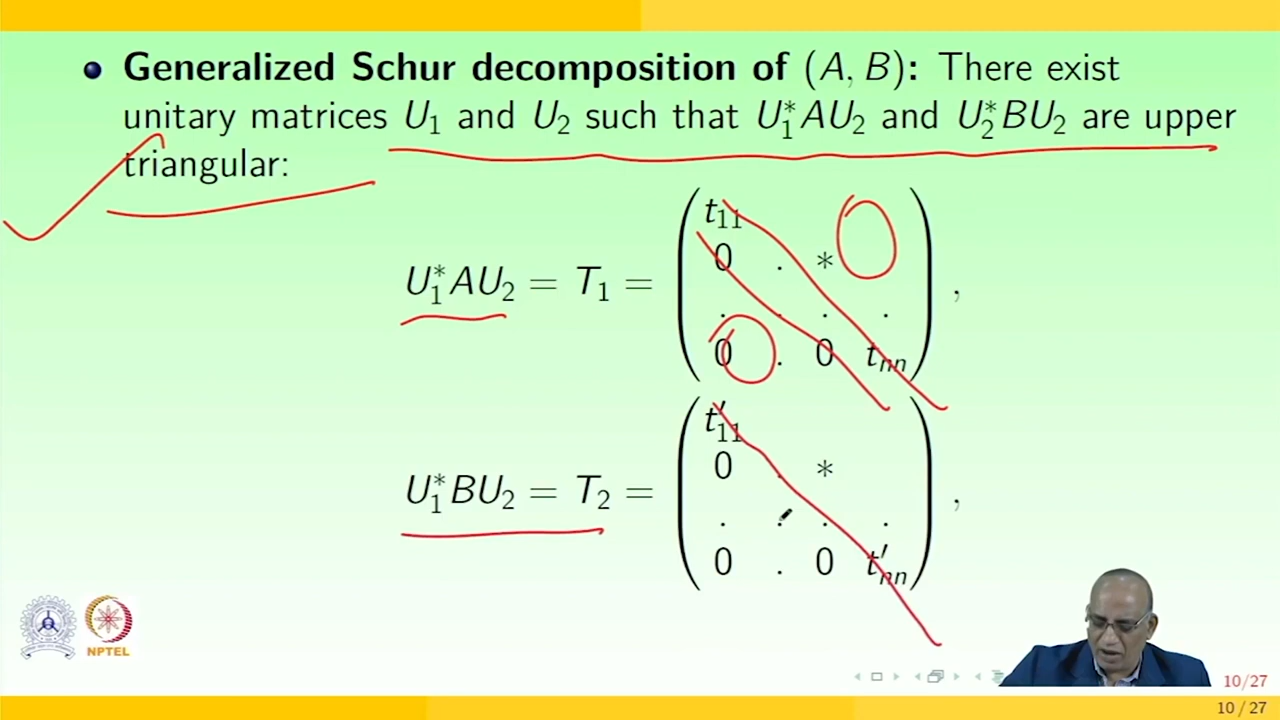 Generalized Schur decomposition of (A, B): There exist
unitary matrices U₁ and U₂ such that U₁*AU₂ and U₂*BU₂ are upper
triangular:
U₁*AU₂ = T₁ = ( t₁₁
0 . *
. . . .
0 . 0 tₙₙ ) ,
U₁*BU₂ = T₂ = ( t′₁₁
0 . *
. . . .
0 . 0 t′ₙₙ ) ,
NPTEL
10/27
10 / 27